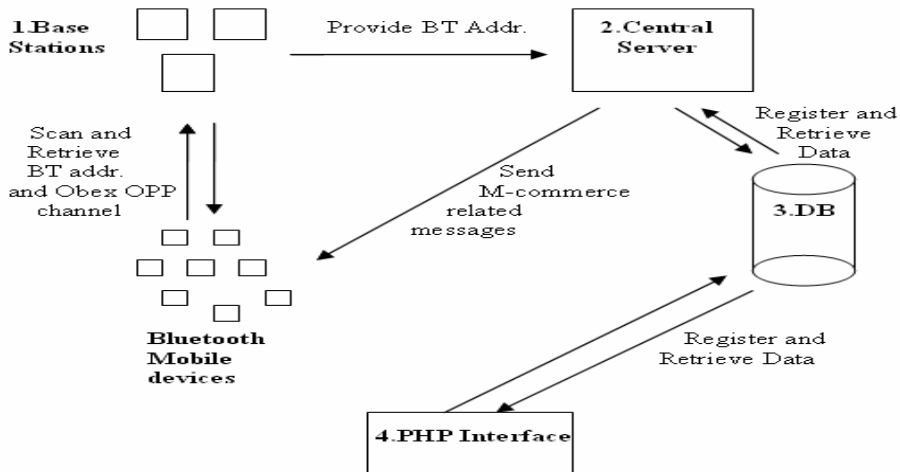 1.Base
Stations
Provide BT Addr.
2.Central
Server
Scan and
Retrieve
BT addr.
and Obex OPP
channel
Send
M-commerce
related
messages
Register and
Retrieve
Data
3.DB
Bluetooth
Mobile
devices
Register and
Retrieve Data
4.PHP Interface